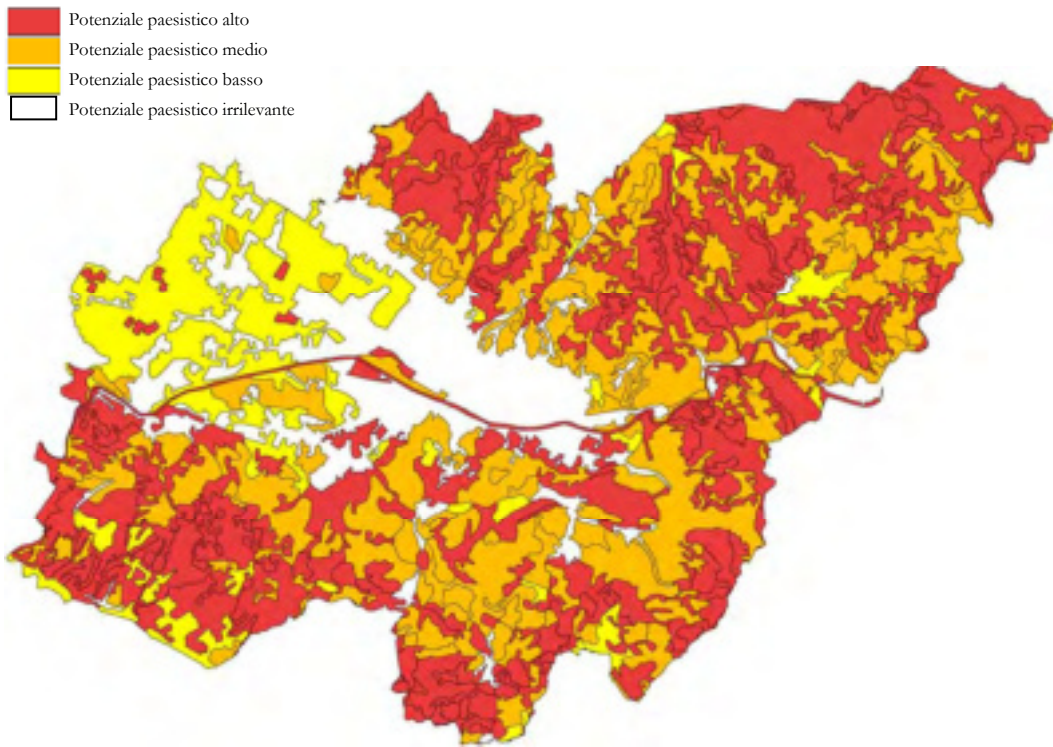 Potenziale paesistico alto
Potenziale paesistico medio
Potenziale paesistico basso
Potenziale paesistico irrilevante